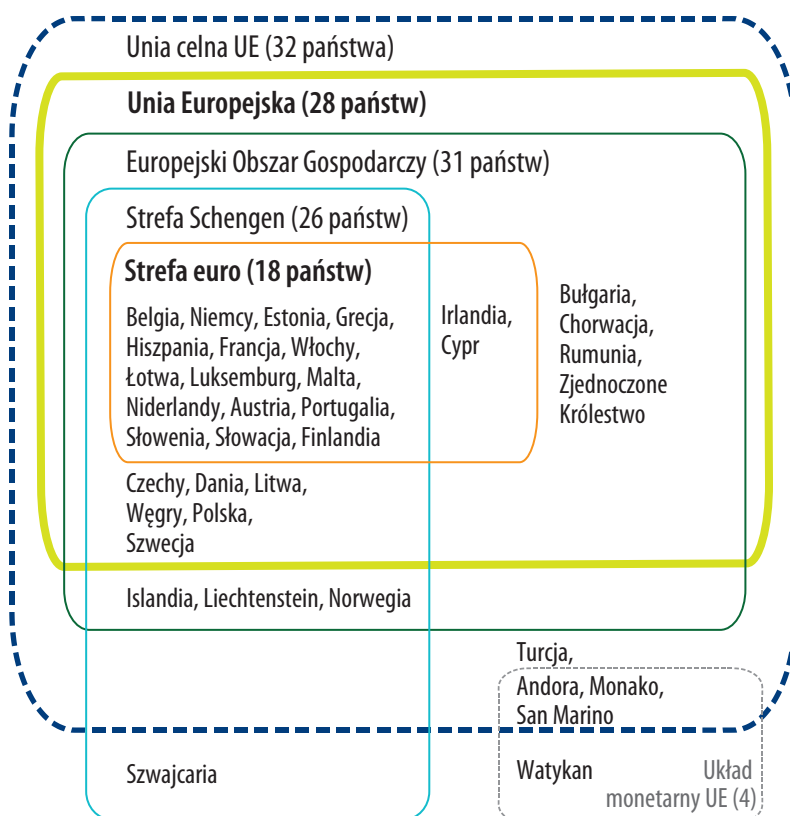 Unia celna UE (32 państwa)
Unia Europejska (28 państw)
Europejski Obszar Gospodarczy (31 państw)
Strefa Schengen (26 państw)
Strefa euro (18 państw)
Belgia, Niemcy, Estonia, Grecja,
Hiszpania, Francja, Włochy,
Łotwa, Luksemburg, Malta,
Niderlandy, Austria, Portugalia,
Słowenia, Słowacja, Finlandia
Irlandia,
Cypr
Bułgaria,
Chorwacja,
Rumunia,
Zjednoczone
Królestwo
Czechy, Dania, Litwa,
Węgry, Polska,
Szwecja
Islandia, Liechtenstein, Norwegia
Turcja,
Andora, Monako,
San Marino
Szwajcaria
Watykan
Układ
monetarny UE (4)